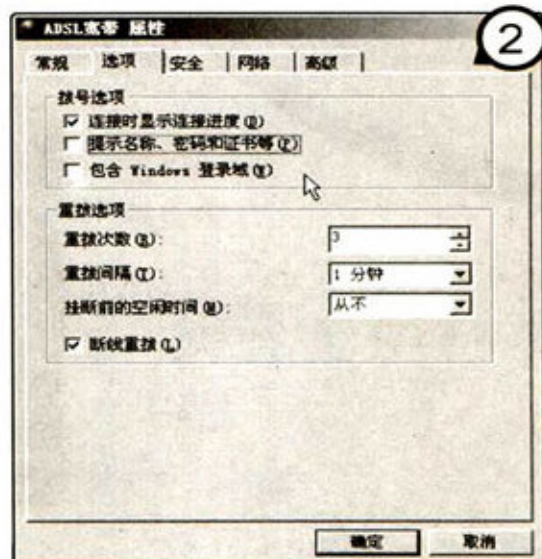 ADSL宽带 属性
2
常规 选项 安全 网络 高级
拨号选项
连接时显示连接进度(D)
提示名称、密码和证书等(P)
包含 Windows 登录域(W)
重拨选项
重拨次数(R): 3
重拨间隔(T): 1 分钟
挂断前的空闲时间(M): 从不
断线重拨(L)
确定 取消